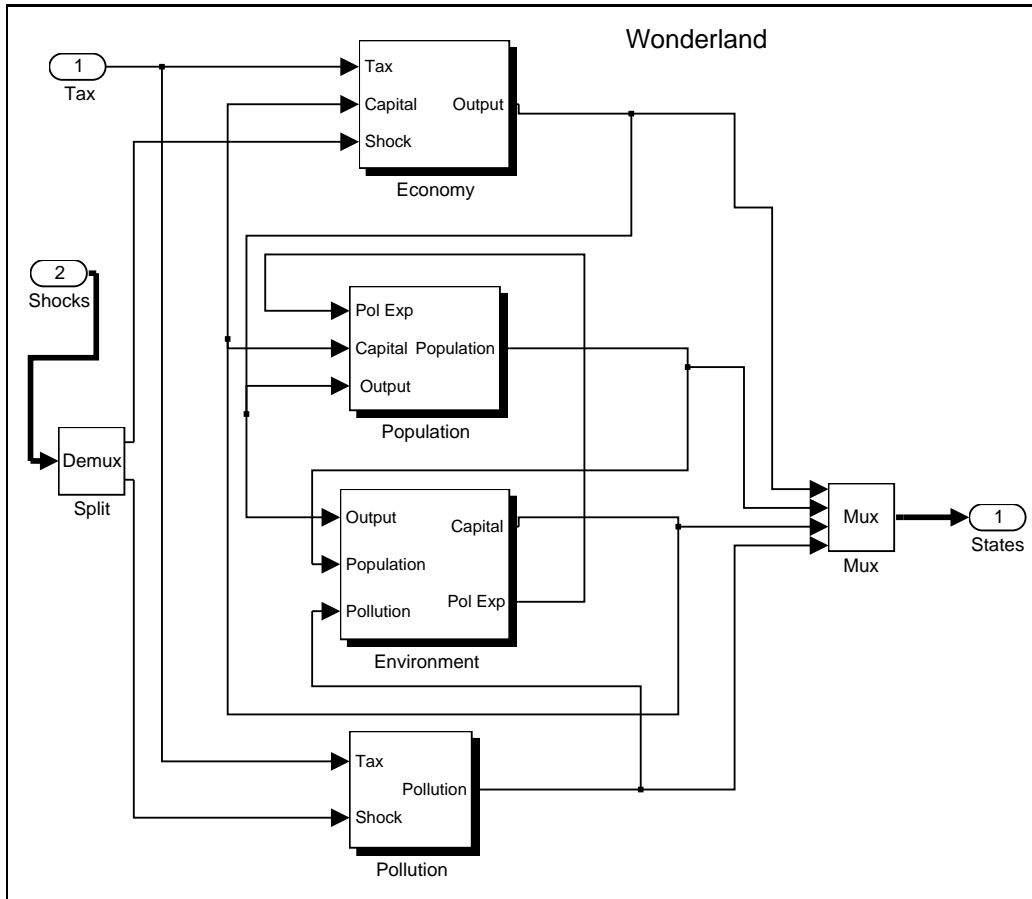 Wonderland
1
Tax
Tax
Capital
Shock
Output
Economy
2
Shocks
Pol Exp
Capital
Population
Output
Population
Demux
Split
Output
Population
Pollution
Capital
Pol Exp
Environment
Mux
Mux
1
States
Tax
Shock
Pollution
Pollution